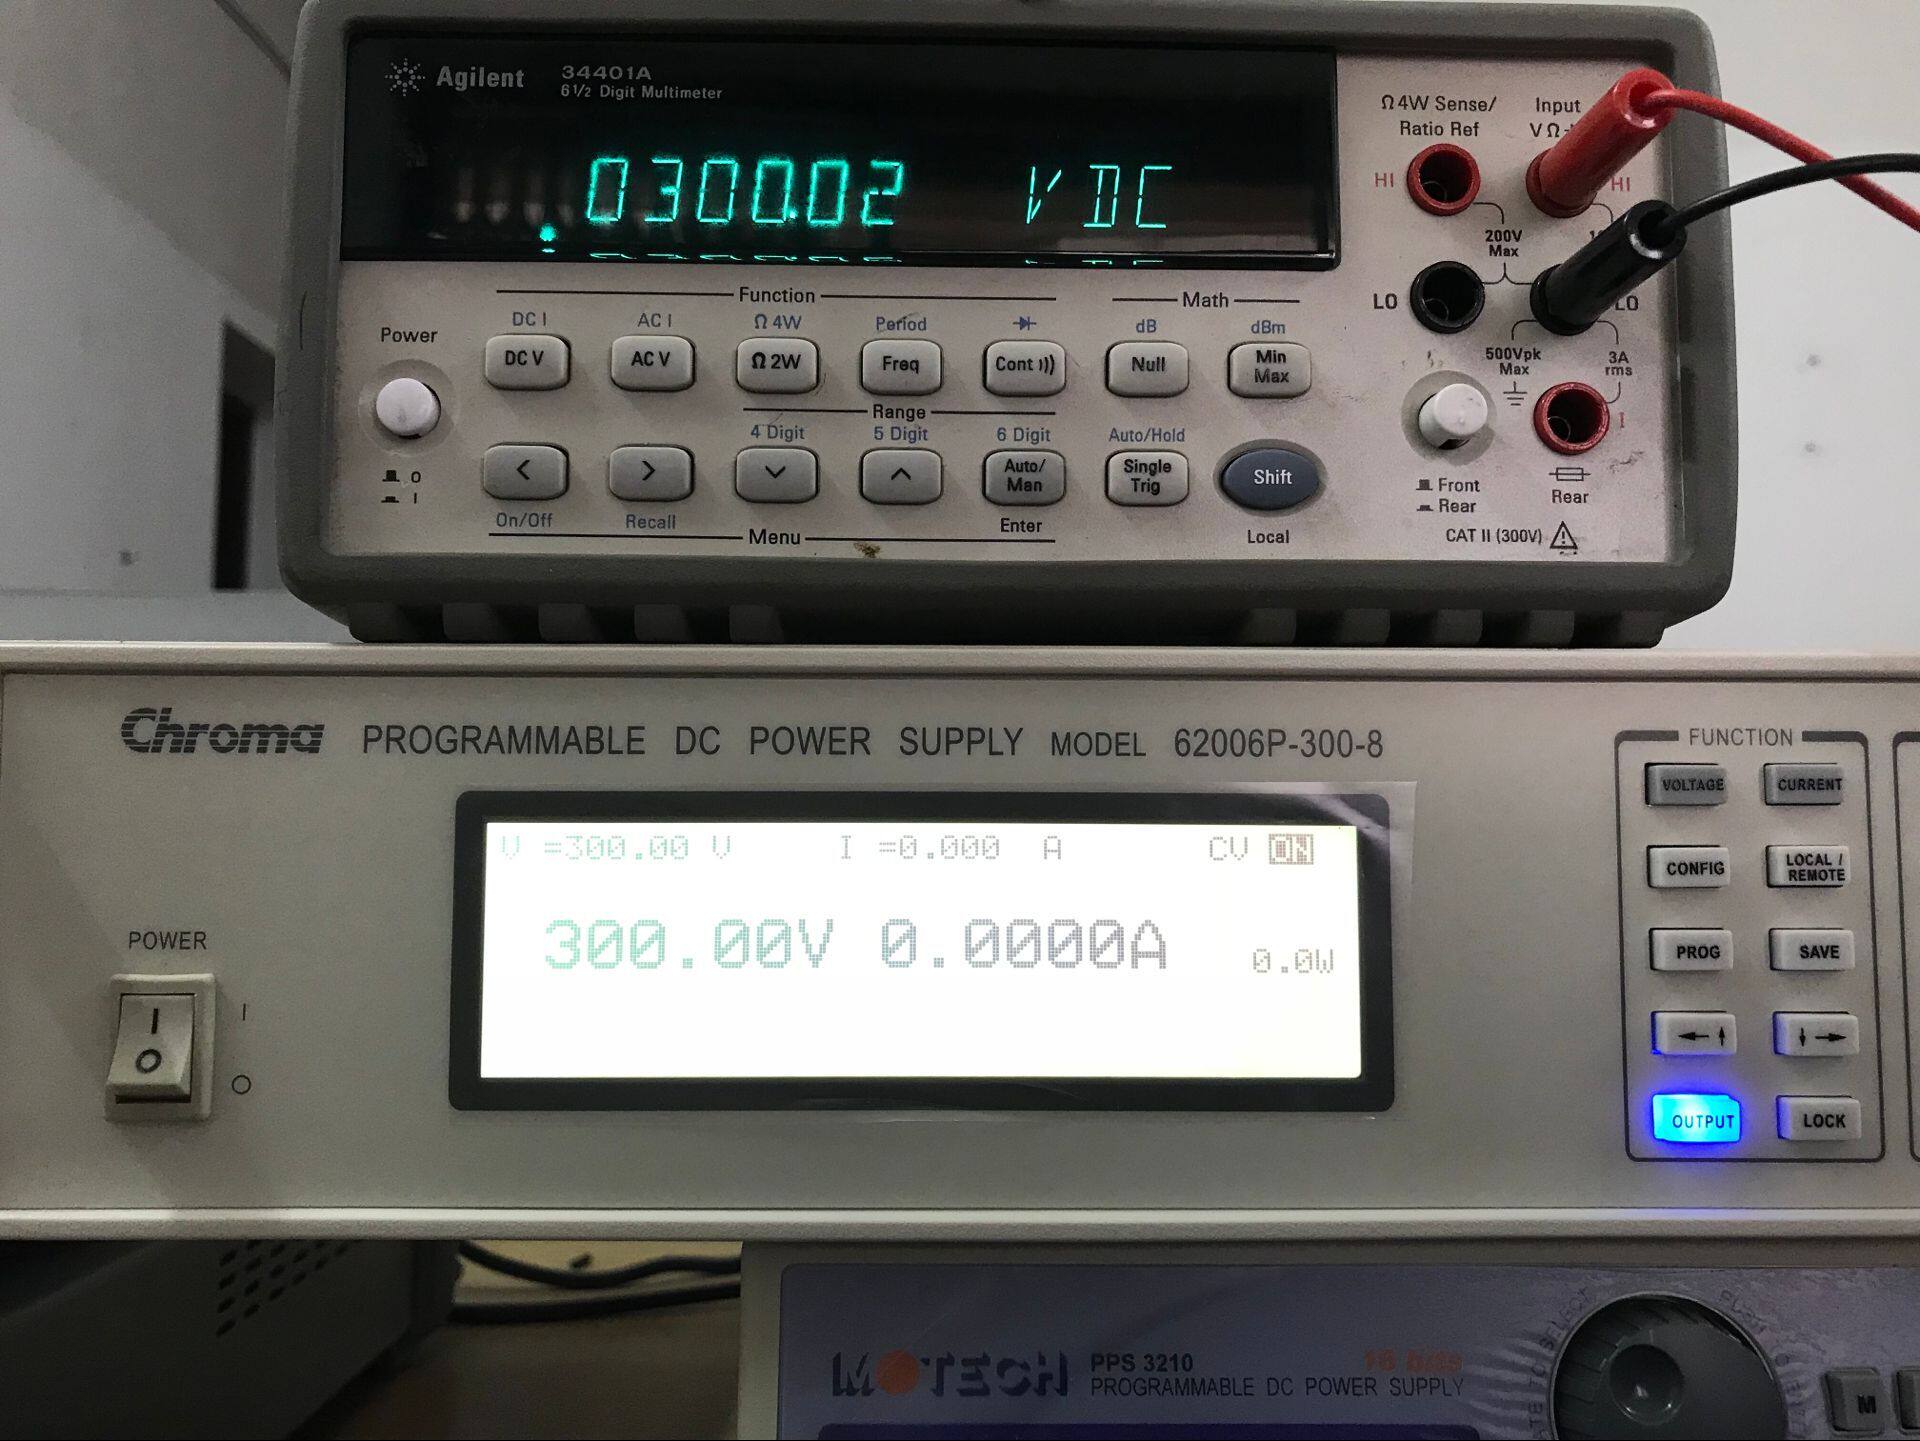 Agilent 34401A
6½ Digit Multimeter
0300.02 VDC
Ω 4W Sense/ Ratio Ref
Input
V Ω
HI HI
200V Max
LO LO
500Vpk Max
3A rms
I
Front
Rear
Rear
CAT II (300V)
Power
O
I
Function
Math
DC I AC I Ω 4W Period dB dBm
DC V AC V Ω 2W Freq Cont Null Min Max
Range
4 Digit 5 Digit 6 Digit Auto/Hold
< > Auto/ Man Single Trig Shift
On/Off Recall Enter Local
Menu
Chroma PROGRAMMABLE DC POWER SUPPLY MODEL 62006P-300-8
V =300.00 V I =0.000 A CV ON
300.00V 0.0000A 0.0W
POWER
I
O
I
O
FUNCTION
VOLTAGE CURRENT
CONFIG LOCAL / REMOTE
PROG SAVE
OUTPUT LOCK
MOTECH PPS 3210 16 bits
PROGRAMMABLE DC POWER SUPPLY
M